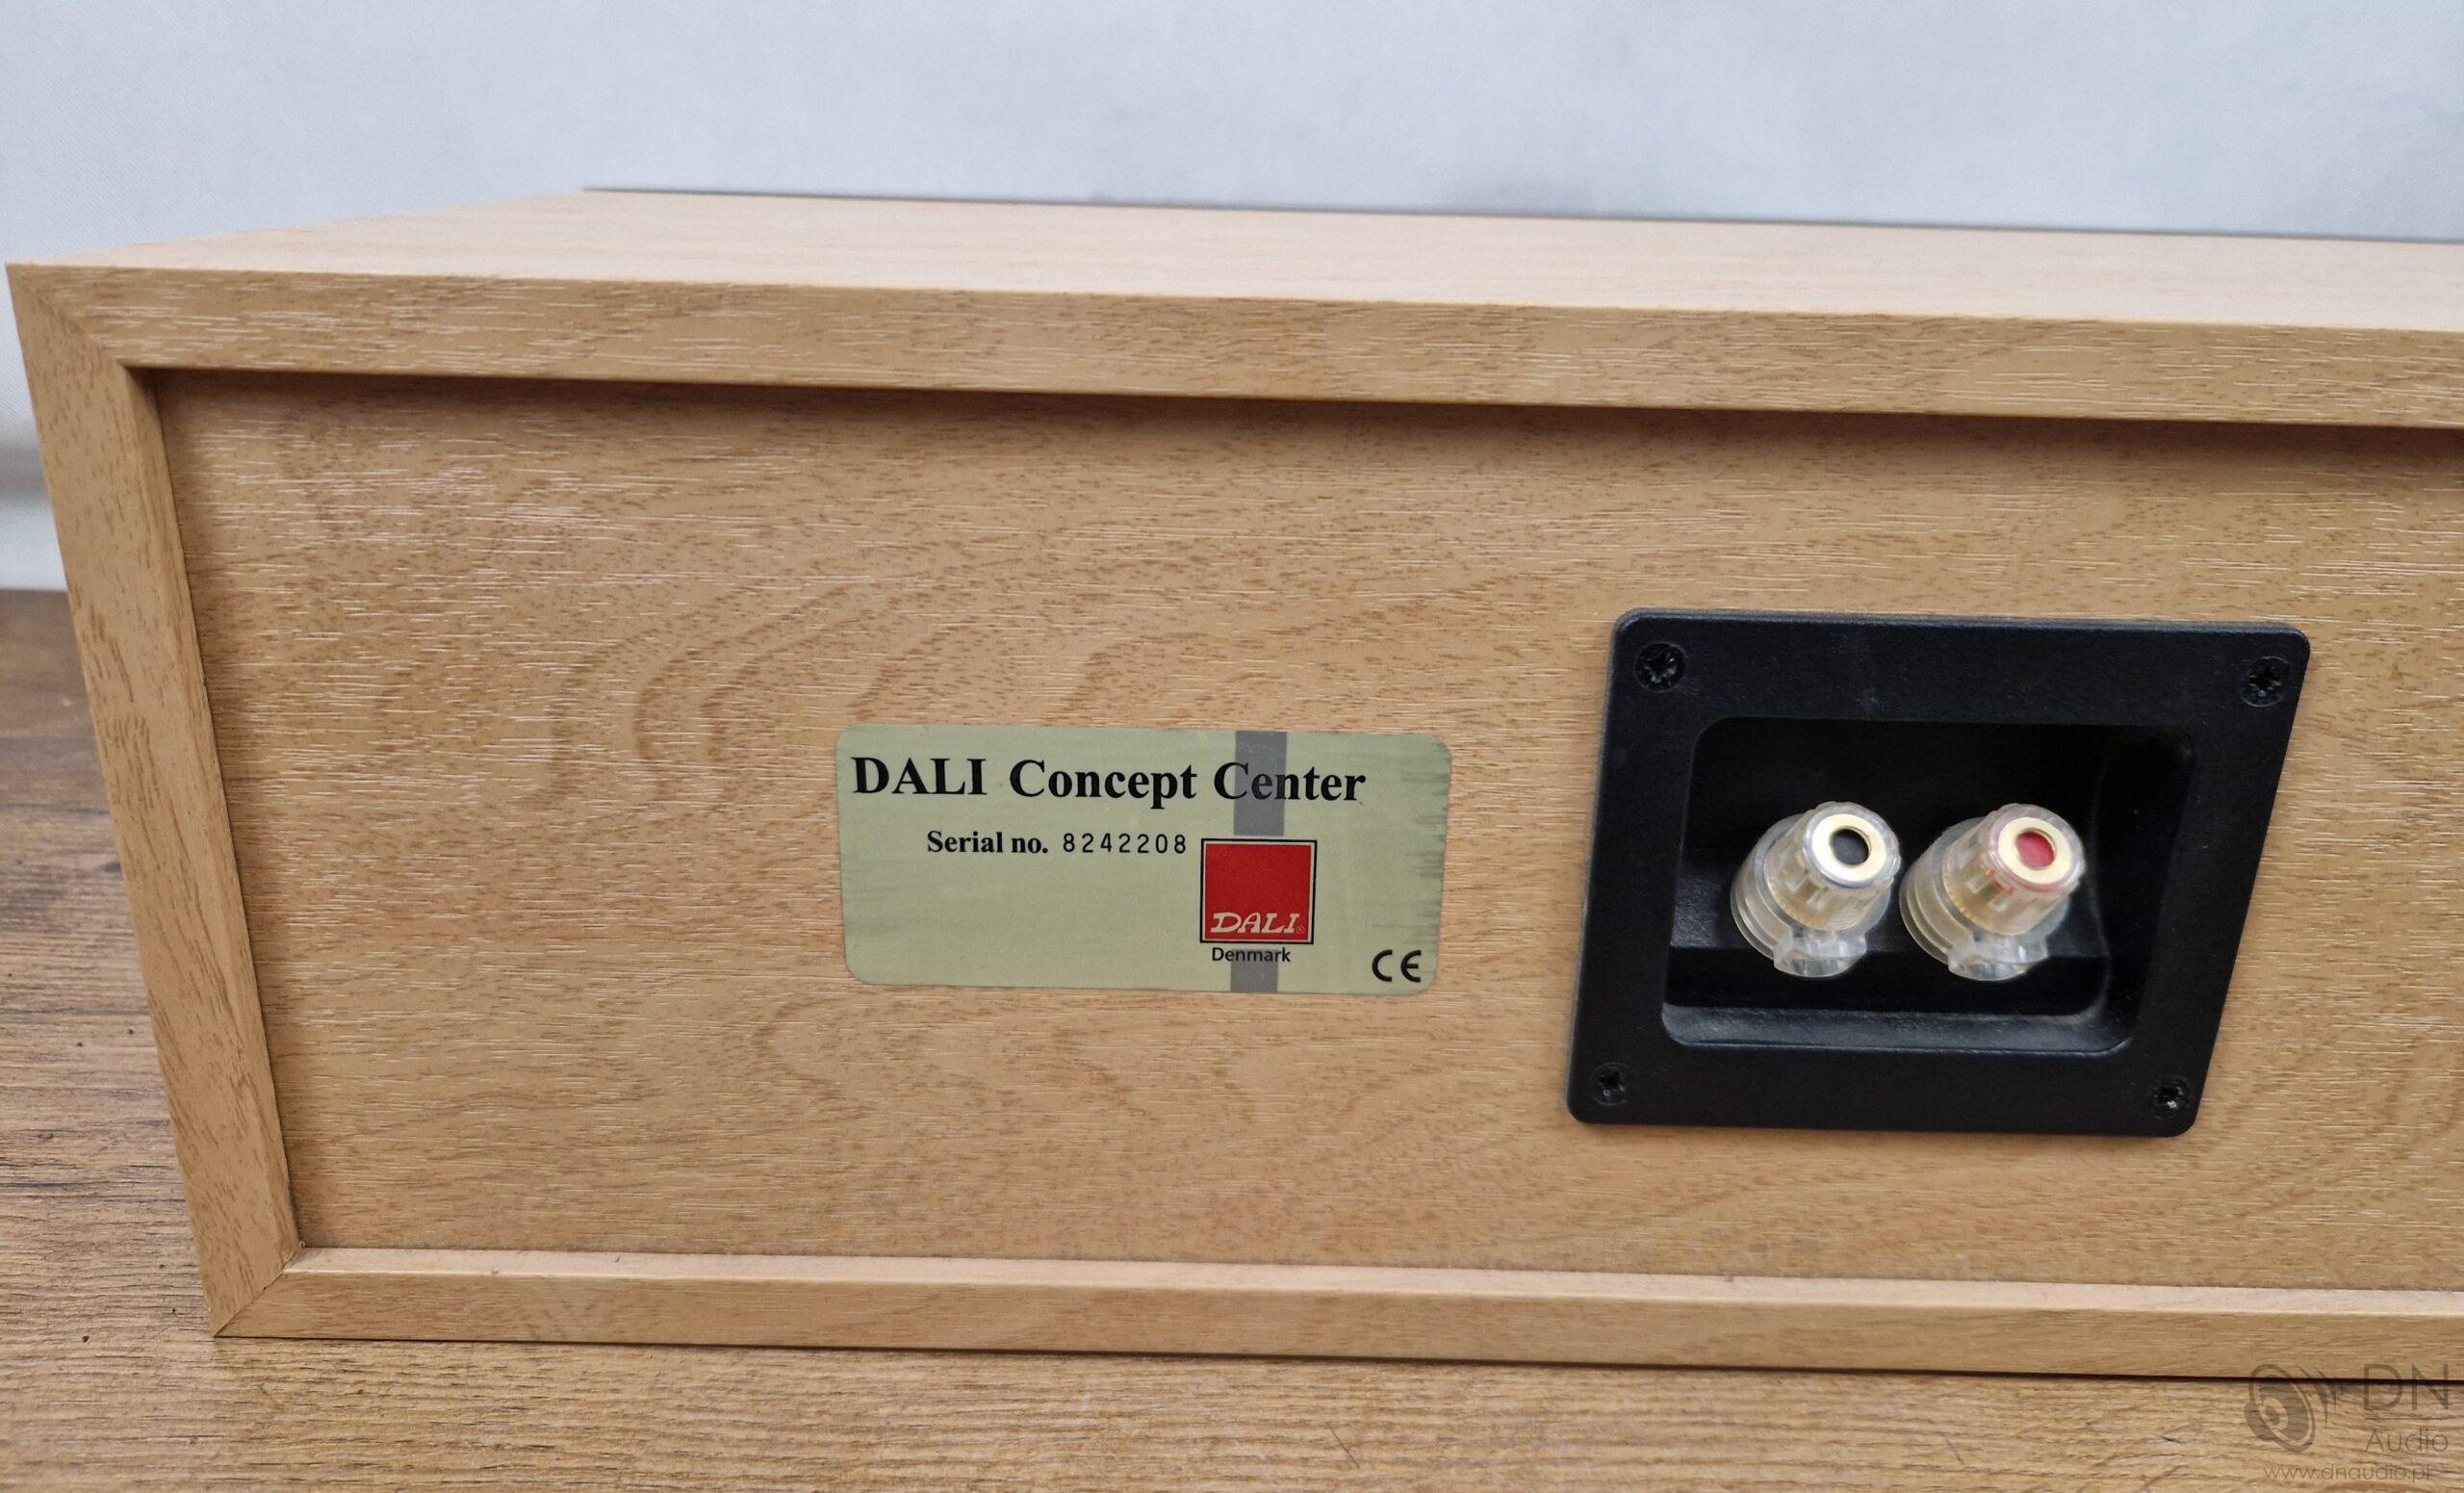 DALI Concept Center
Serial no. 8242208
DALI®
Denmark
CE
DN
Audio
www.dnaudio.pl